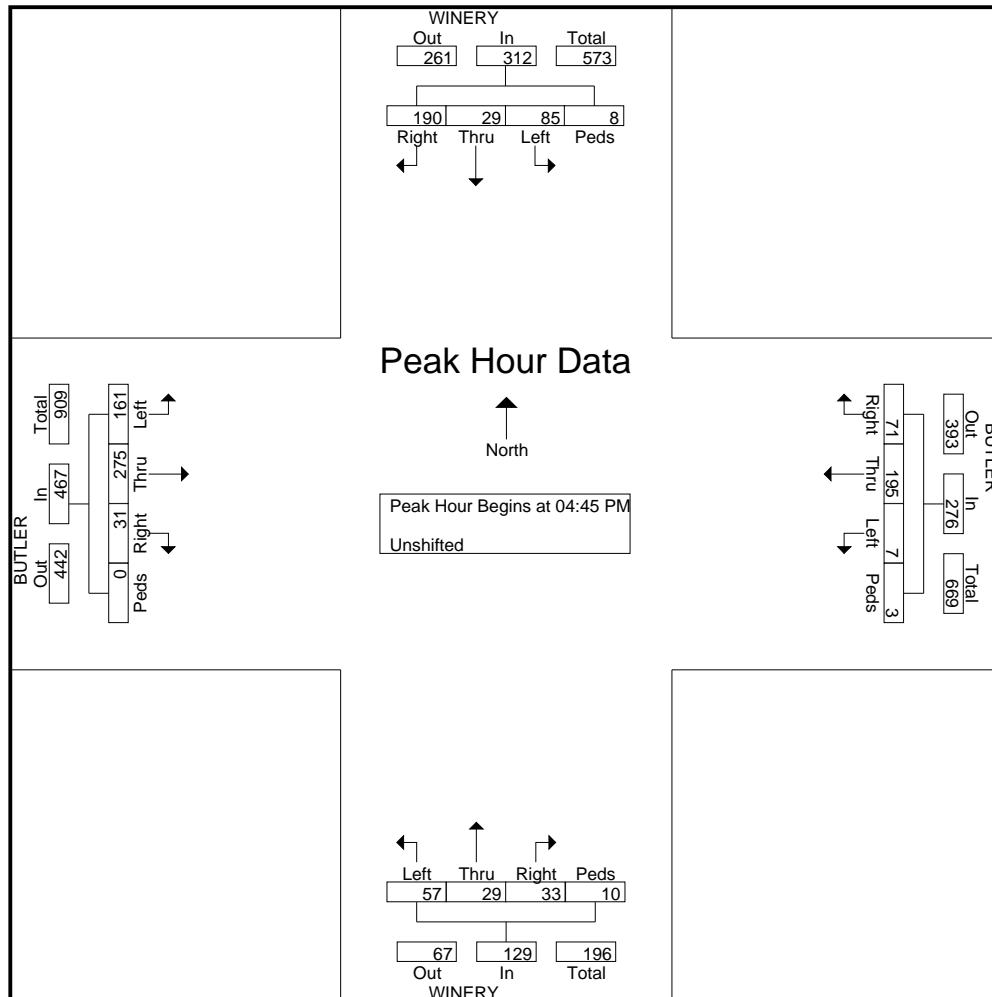 WINERY
Out In Total
261 312 573
190 29 85 8
Right Thru Left Peds
Peak Hour Data
North
Peak Hour Begins at 04:45 PM
Unshifted
BUTLER
Total In Out
909 467 442
161 275 31 0
Left Thru Right Peds
BUTLER
Out In Total
393 276 669
71 195 7 3
Right Thru Left Peds
Left Thru Right Peds
57 29 33 10
67 129 196
Out In Total
WINERY